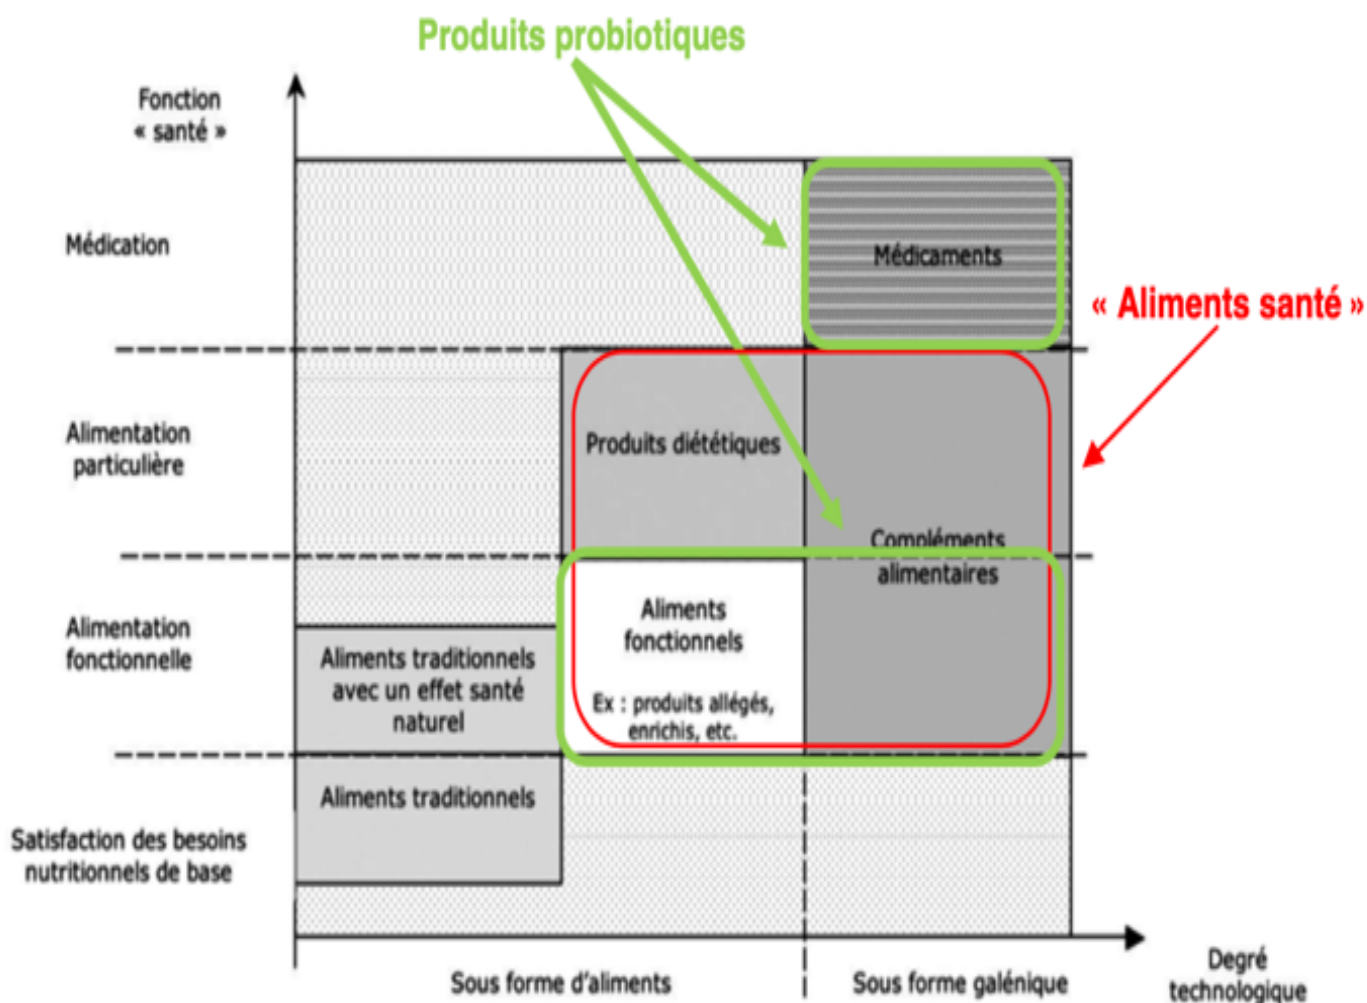 Produits probiotiques
Fonction
« santé »
Médication
Médicaments
« Aliments santé »
Alimentation
particulière
Produits diététiques
Compléments
alimentaires
Alimentation
fonctionnelle
Aliments
fonctionnels
Ex : produits allégés,
enrichis, etc.
Aliments traditionnels
avec un effet santé
naturel
Aliments traditionnels
Satisfaction des besoins
nutritionnels de base
Sous forme d'aliments
Sous forme galénique
Degré
technologique